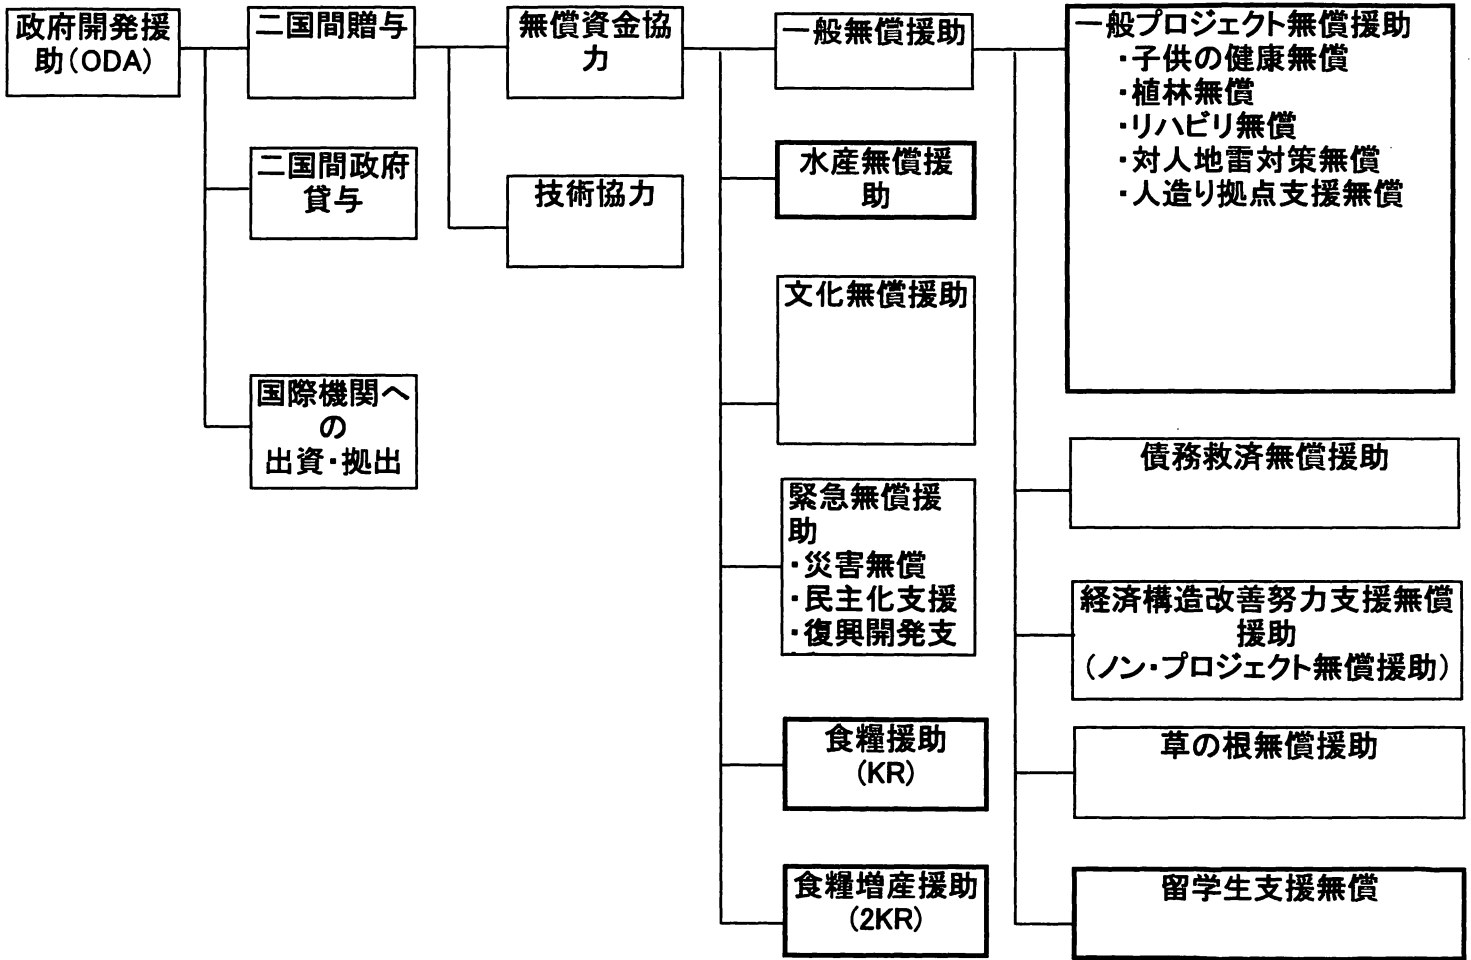 政府開発援
助(ODA)
二国間贈与
二国間政府
貸与
国際機関へ
の
出資・拠出
無償資金協
力
技術協力
一般無償援助
水産無償援
助
文化無償援助
緊急無償援
助
・災害無償
・民主化支援
・復興開発支
食糧援助
(KR)
食糧増産援助
(2KR)
一般プロジェクト無償援助
・子供の健康無償
・植林無償
・リハビリ無償
・対人地雷対策無償
・人造り拠点支援無償
債務救済無償援助
経済構造改善努力支援無償
援助
(ノン・プロジェクト無償援助)
草の根無償援助
留学生支援無償